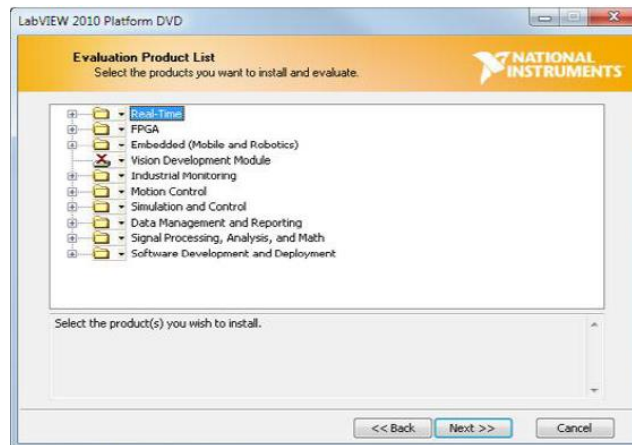 LabVIEW 2010 Platform DVD
Evaluation Product List
Select the products you want to install and evaluate.
NATIONAL
INSTRUMENTS
Real-Time
FPGA
Embedded (Mobile and Robotics)
Vision Development Module
Industrial Monitoring
Motion Control
Simulation and Control
Data Management and Reporting
Signal Processing, Analysis, and Math
Software Development and Deployment
Select the product(s) you wish to install.
<< Back Next >> Cancel